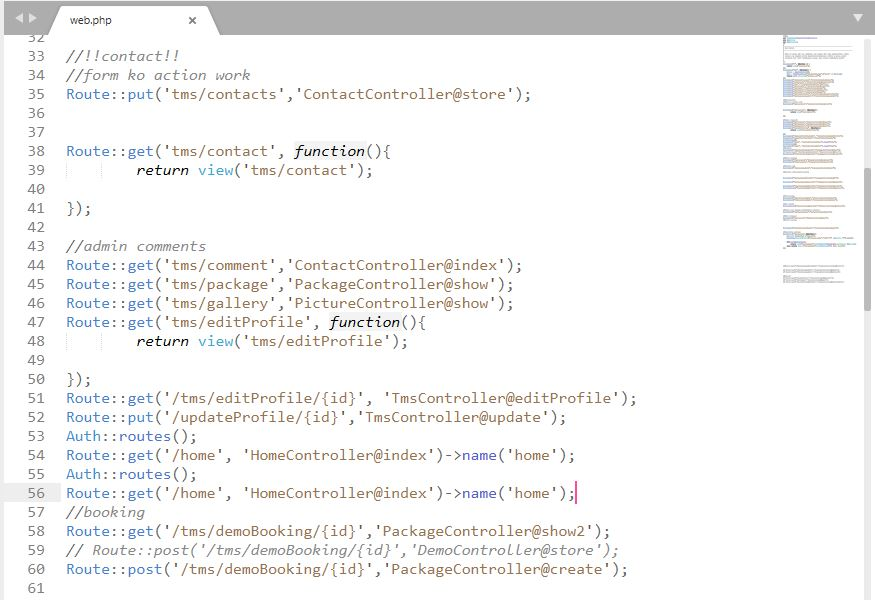 web.php
32
33 //!!contact!!
34 //form ko action work
35 Route::put('tms/contacts','ContactController@store');
36
37
38 Route::get('tms/contact', function(){
39 return view('tms/contact');
40
41 });
42
43 //admin comments
44 Route::get('tms/comment','ContactController@index');
45 Route::get('tms/package','PackageController@show');
46 Route::get('tms/gallery','PictureController@show');
47 Route::get('tms/editProfile', function(){
48 return view('tms/editProfile');
49
50 });
51 Route::get('/tms/editProfile/{id}', 'TmsController@editProfile');
52 Route::put('/updateProfile/{id}','TmsController@update');
53 Auth::routes();
54 Route::get('/home', 'HomeController@index')->name('home');
55 Auth::routes();
56 Route::get('/home', 'HomeController@index')->name('home');
57 //booking
58 Route::get('/tms/demoBooking/{id}','PackageController@show2');
59 // Route::post('/tms/demoBooking/{id}','DemoController@store');
60 Route::post('/tms/demoBooking/{id}','PackageController@create');
61